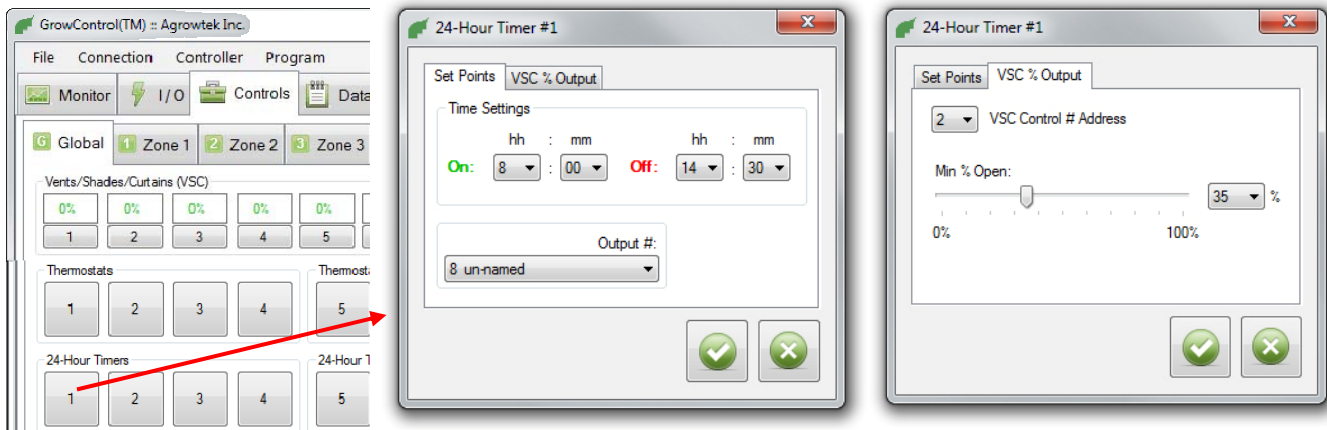 GrowControl(TM) :: Agrowtek Inc.
File Connection Controller Program
Monitor I/O Controls Data
G Global 1 Zone 1 2 Zone 2 3 Zone 3
Vents/Shades/Curtains (VSC)
0% 0% 0% 0% 0%
1 2 3 4 5
Thermostats Thermosta
1 2 3 4 5
24-Hour Timers 24-Hour T
1 2 3 4 5
24-Hour Timer #1
Set Points VSC % Output
Time Settings
hh : mm hh : mm
On: 8 : 00 Off: 14 : 30
Output #:
8 un-named
24-Hour Timer #1
Set Points VSC % Output
2 VSC Control # Address
Min % Open:
35 %
0% 100%